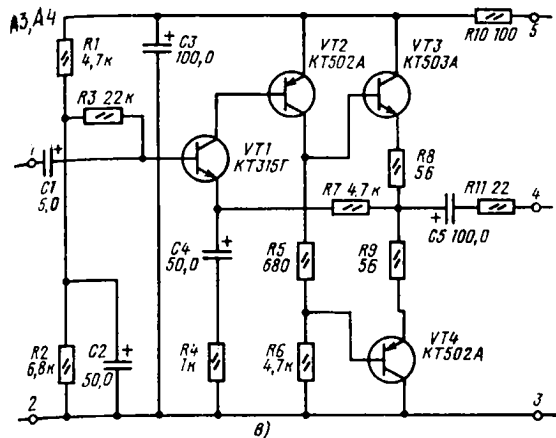 А3, А4
R1
4,7к
C3
100,0
VT2
КТ502А
VT3
КТ503А
R10 100
5
R3 22к
VT1
КТ315Г
R8
56
1
C1
5,0
R7 4,7к
R11 22
4
C5 100,0
C4
50,0
R5
680
R9
56
R2
6,8к
C2
50,0
R4
1к
R6
4,7к
VT4
КТ502А
2
3
в)